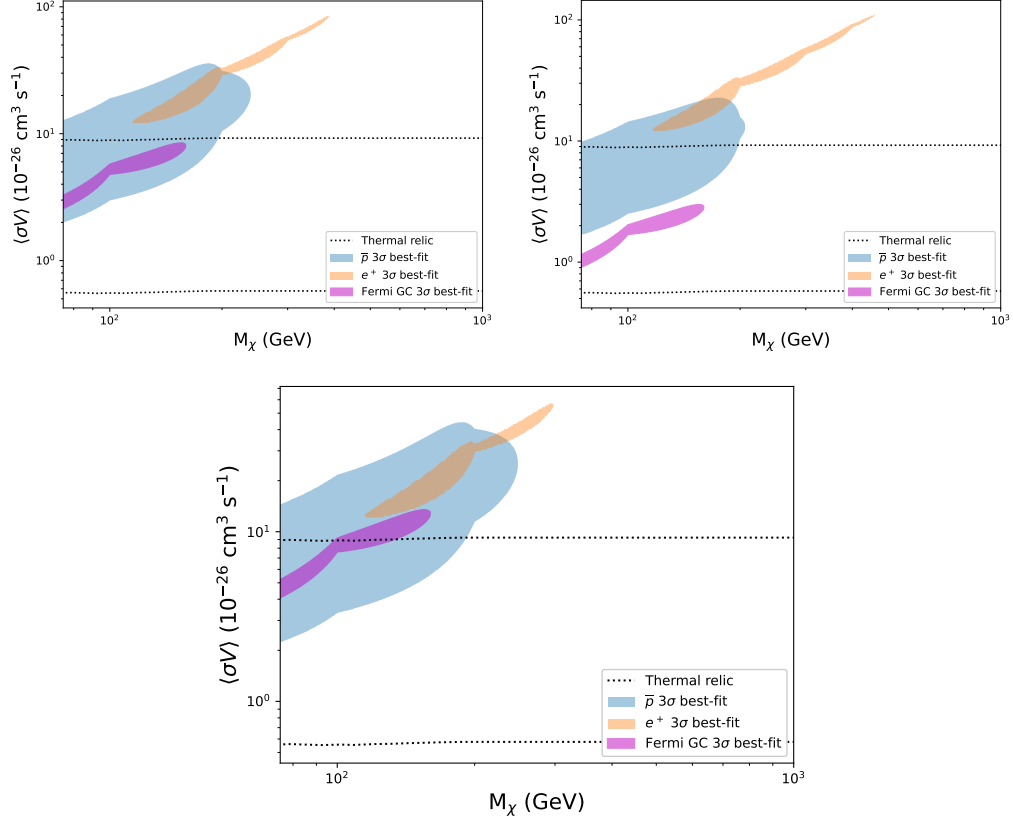 10²
10¹
10⁰
⟨σV⟩ (10⁻²⁶ cm³ s⁻¹)
Thermal relic
p̅ 3σ best-fit
e⁺ 3σ best-fit
Fermi GC 3σ best-fit
10² 10³
Mᵪ (GeV)
10²
10¹
10⁰
⟨σV⟩ (10⁻²⁶ cm³ s⁻¹)
Thermal relic
p̅ 3σ best-fit
e⁺ 3σ best-fit
Fermi GC 3σ best-fit
10² 10³
Mᵪ (GeV)
10¹
10⁰
⟨σV⟩ (10⁻²⁶ cm³ s⁻¹)
Thermal relic
p̅ 3σ best-fit
e⁺ 3σ best-fit
Fermi GC 3σ best-fit
10² 10³
Mᵪ (GeV)